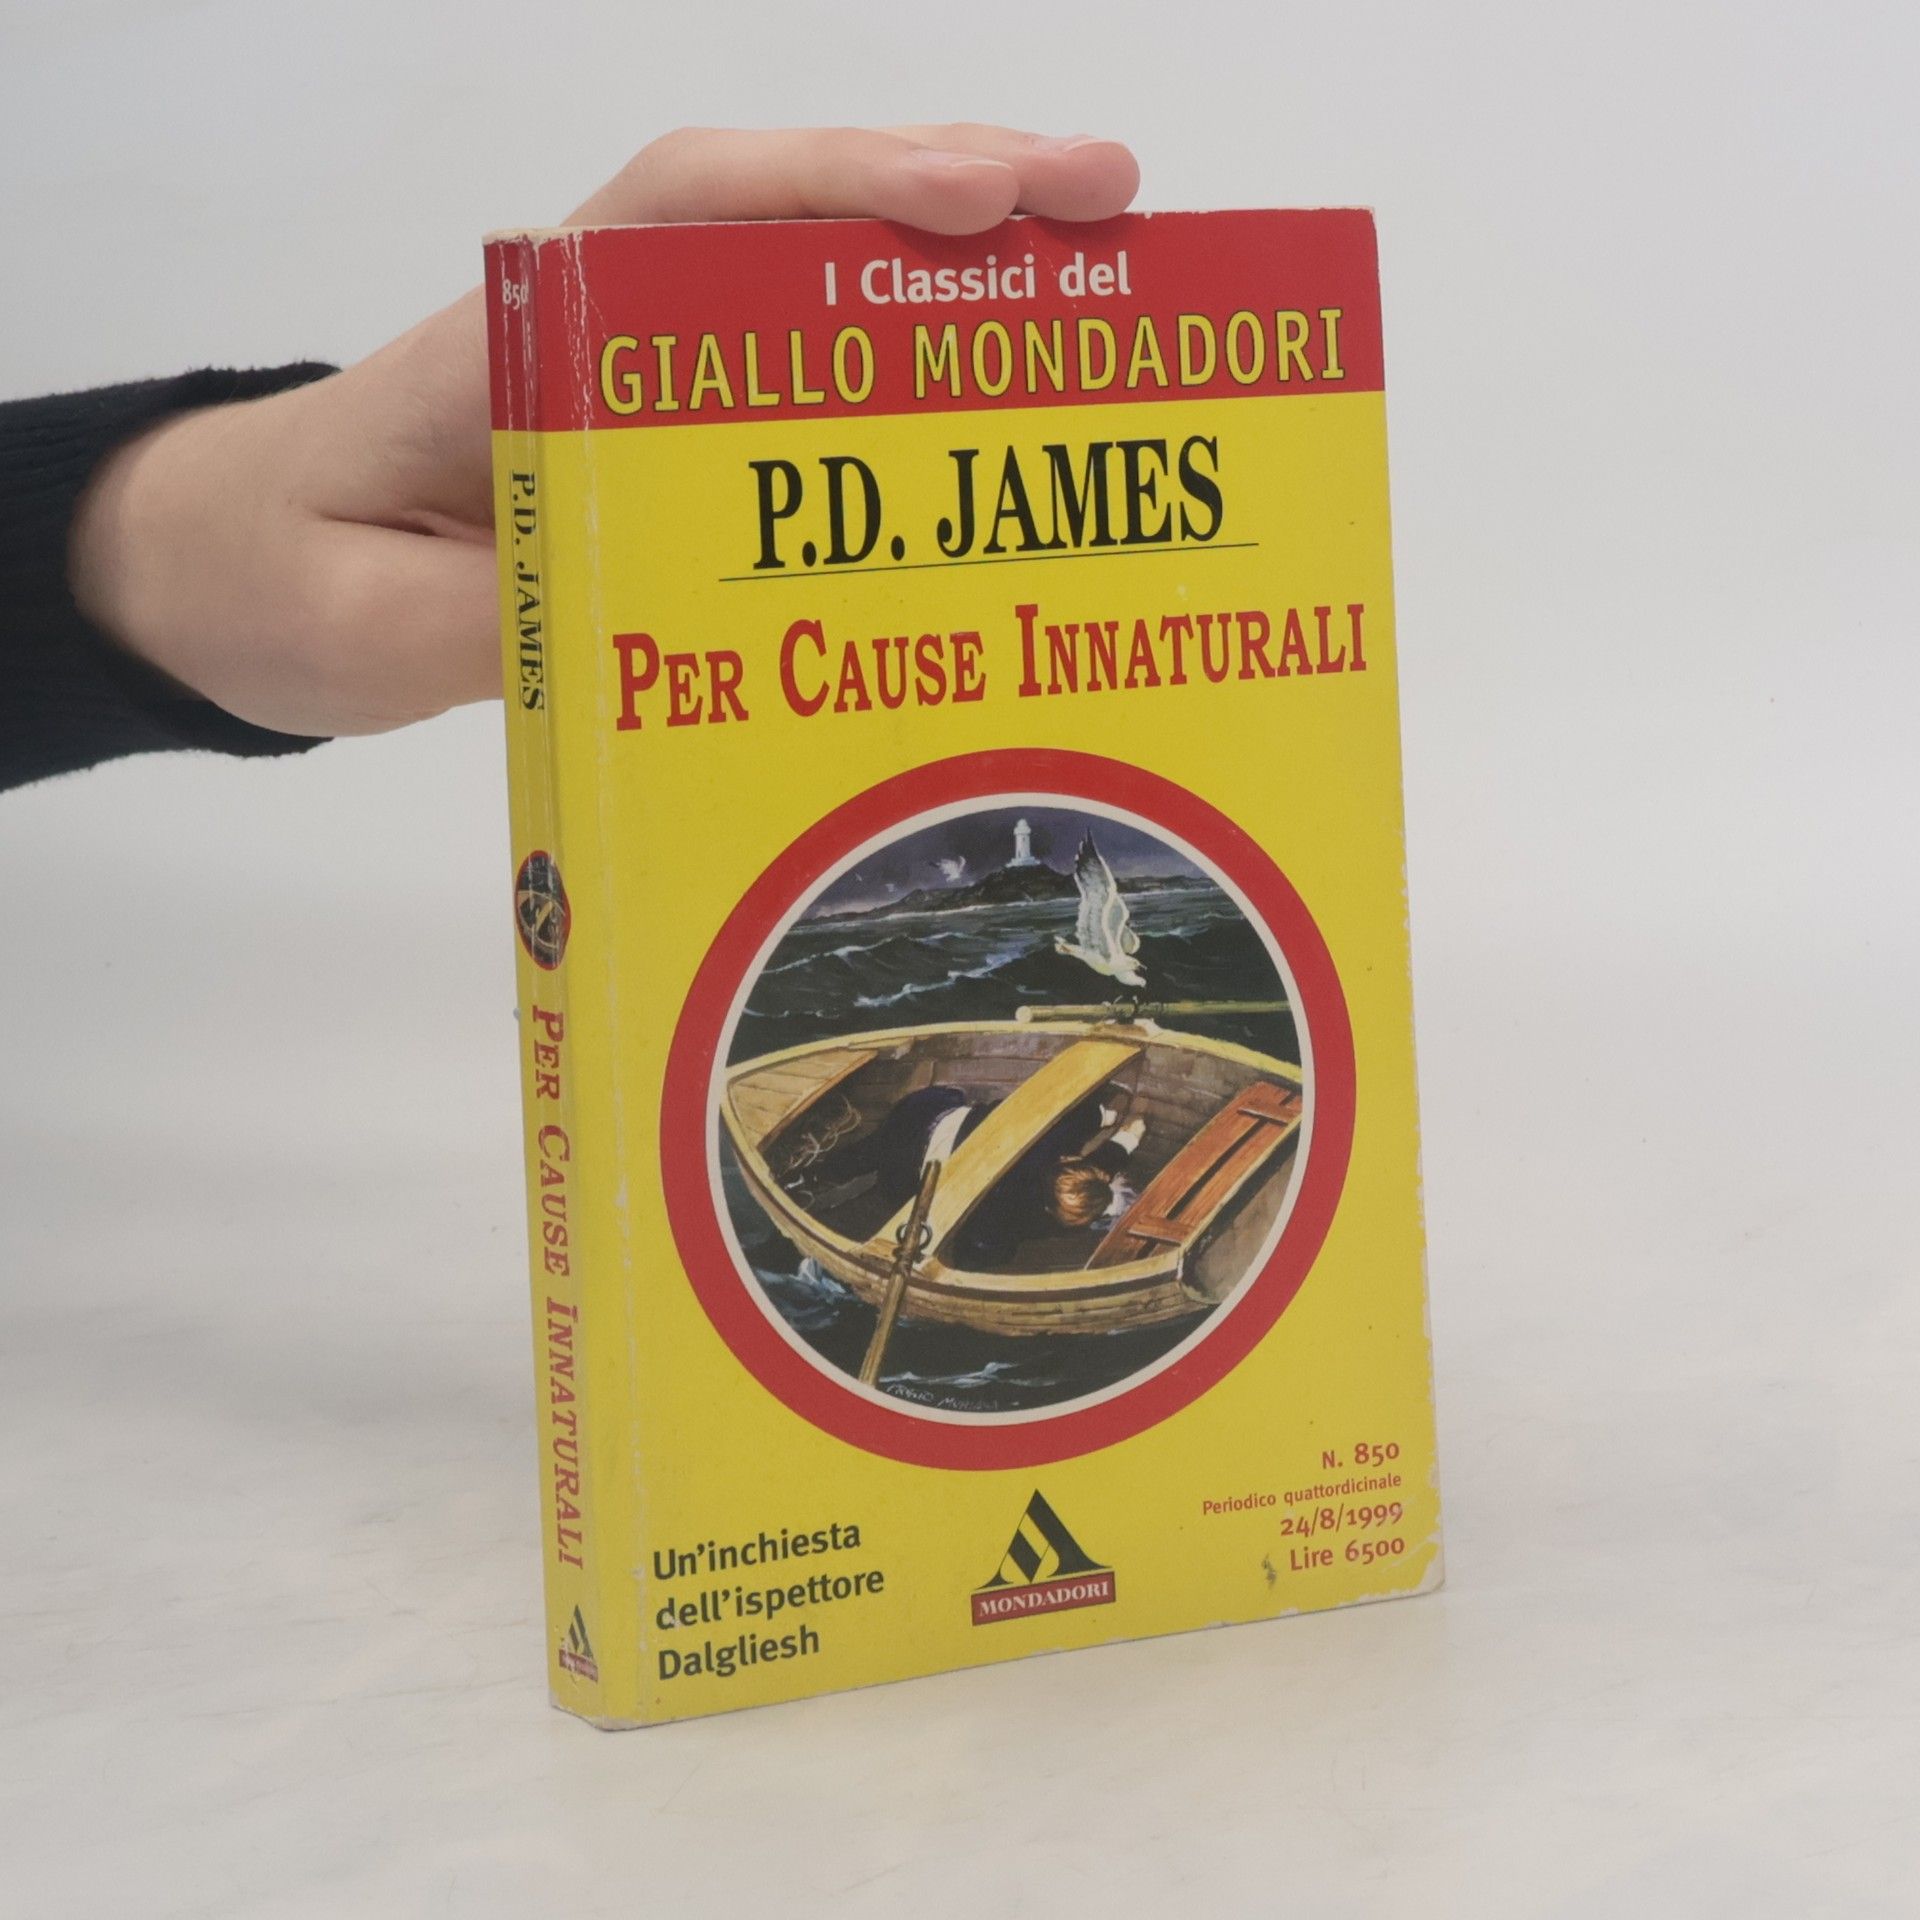 I Classici del
GIALLO MONDADORI
P.D. JAMES
PER CAUSE INNATURALI
N. 850
Periodico quattordicinale
24/8/1999
Lire 6500
Un'inchiesta
dell'ispettore
Dalgliesh
MONDADORI
850
P.D. JAMES
PER CAUSE INNATURALI